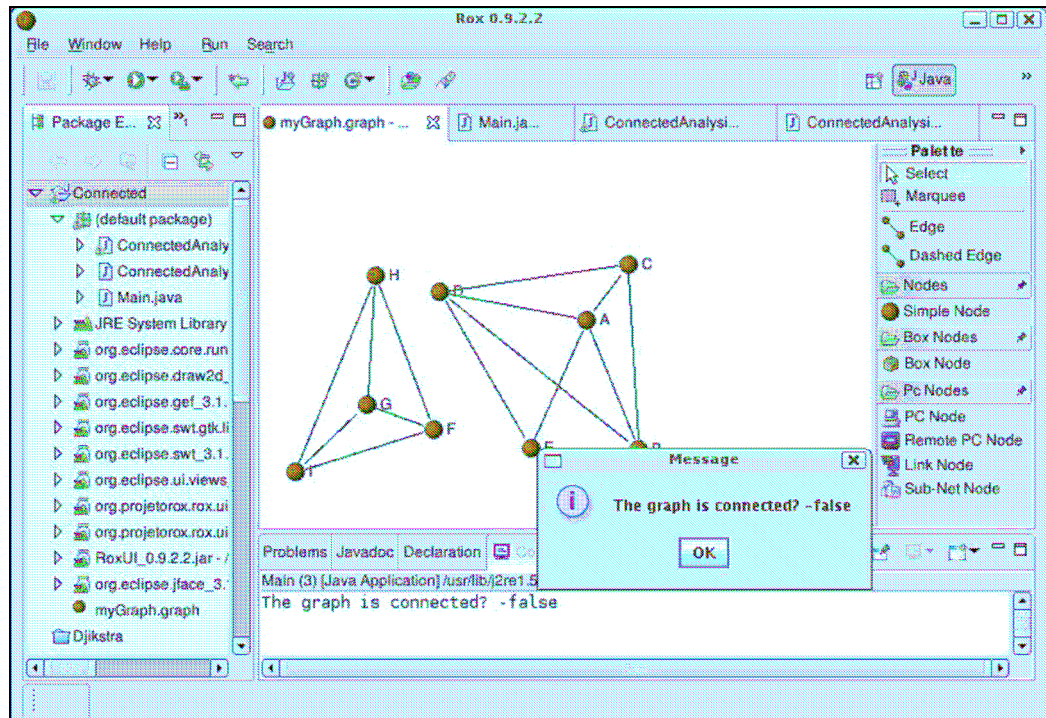 Rox 0.9.2.2
File Window Help Run Search
Java
Package E...
myGraph.graph - ...
Main.ja...
ConnectedAnalysi...
ConnectedAnalysi...
Connected
(default package)
ConnectedAnaly
ConnectedAnaly
Main.java
JRE System Library
org.eclipse.core.run
org.eclipse.draw2d_
org.eclipse.gef_3.1.
org.eclipse.swt.gtk.li
org.eclipse.swt_3.1.
org.eclipse.ui.views_
org.projetorox.rox.ui
org.projetorox.rox.ui
RoxUI_0.9.2.2.jar - /
org.eclipse.jface_3.
myGraph.graph
Djikstra
H
C
A
G
F
I
Palette
Select
Marquee
Edge
Dashed Edge
Nodes
Simple Node
Box Nodes
Box Node
Pc Nodes
PC Node
Remote PC Node
Link Node
Sub-Net Node
Message
The graph is connected? -false
OK
Problems Javadoc Declaration
Main (3) [Java Application] /usr/lib/j2re1.5
The graph is connected? -false